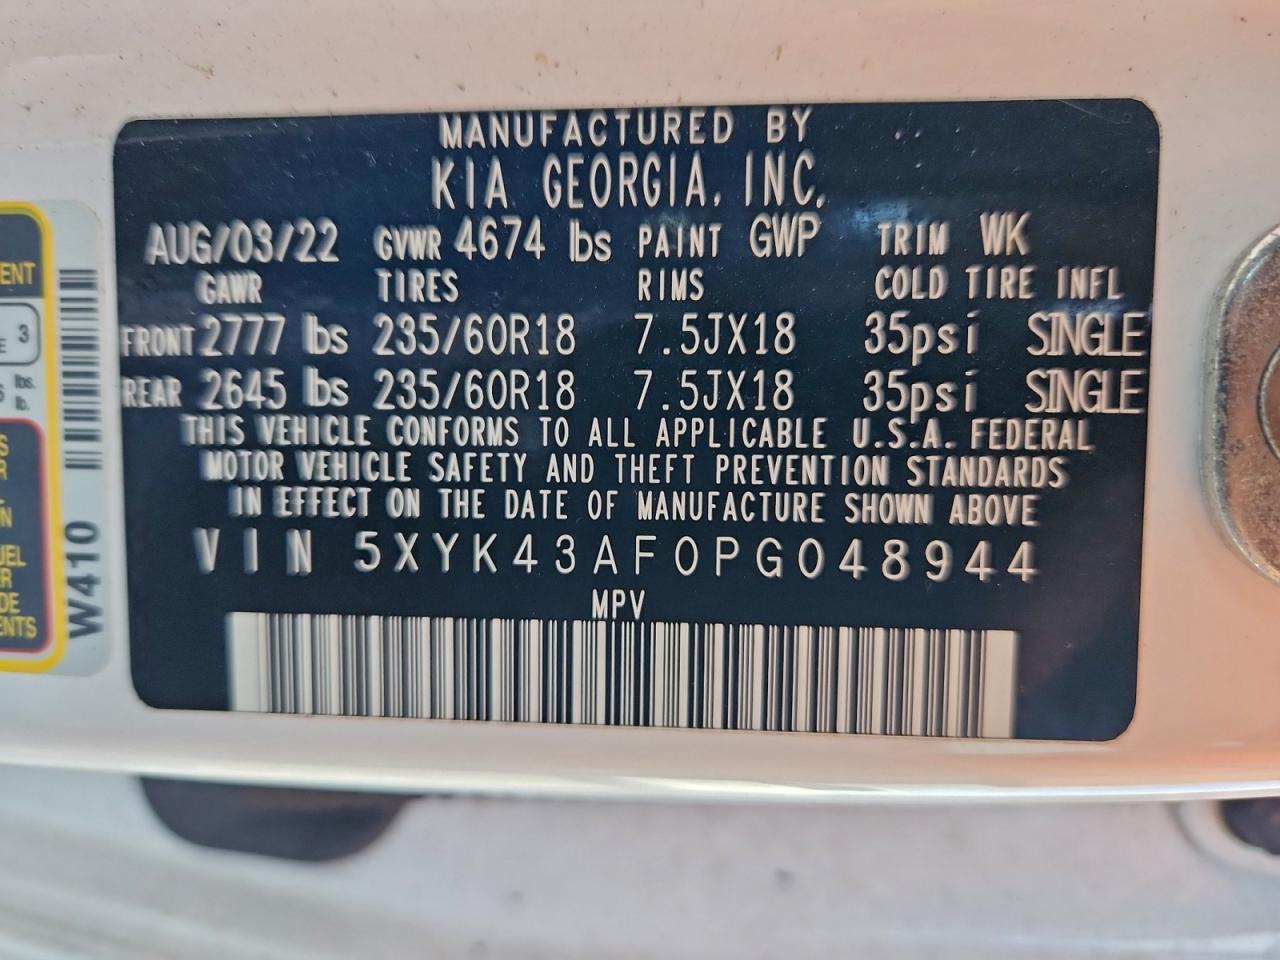 MANUFACTURED BY
KIA GEORGIA, INC.
AUG/03/22 GVWR 4674 lbs PAINT GWP TRIM WK
GAWR TIRES RIMS COLD TIRE INFL
FRONT 2777 lbs 235/60R18 7.5JX18 35psi SINGLE
REAR 2645 lbs 235/60R18 7.5JX18 35psi SINGLE
THIS VEHICLE CONFORMS TO ALL APPLICABLE U.S.A. FEDERAL
MOTOR VEHICLE SAFETY AND THEFT PREVENTION STANDARDS
IN EFFECT ON THE DATE OF MANUFACTURE SHOWN ABOVE
VIN 5XYK43AF0PG048944
MPV
W410
3
lbs.
lb.